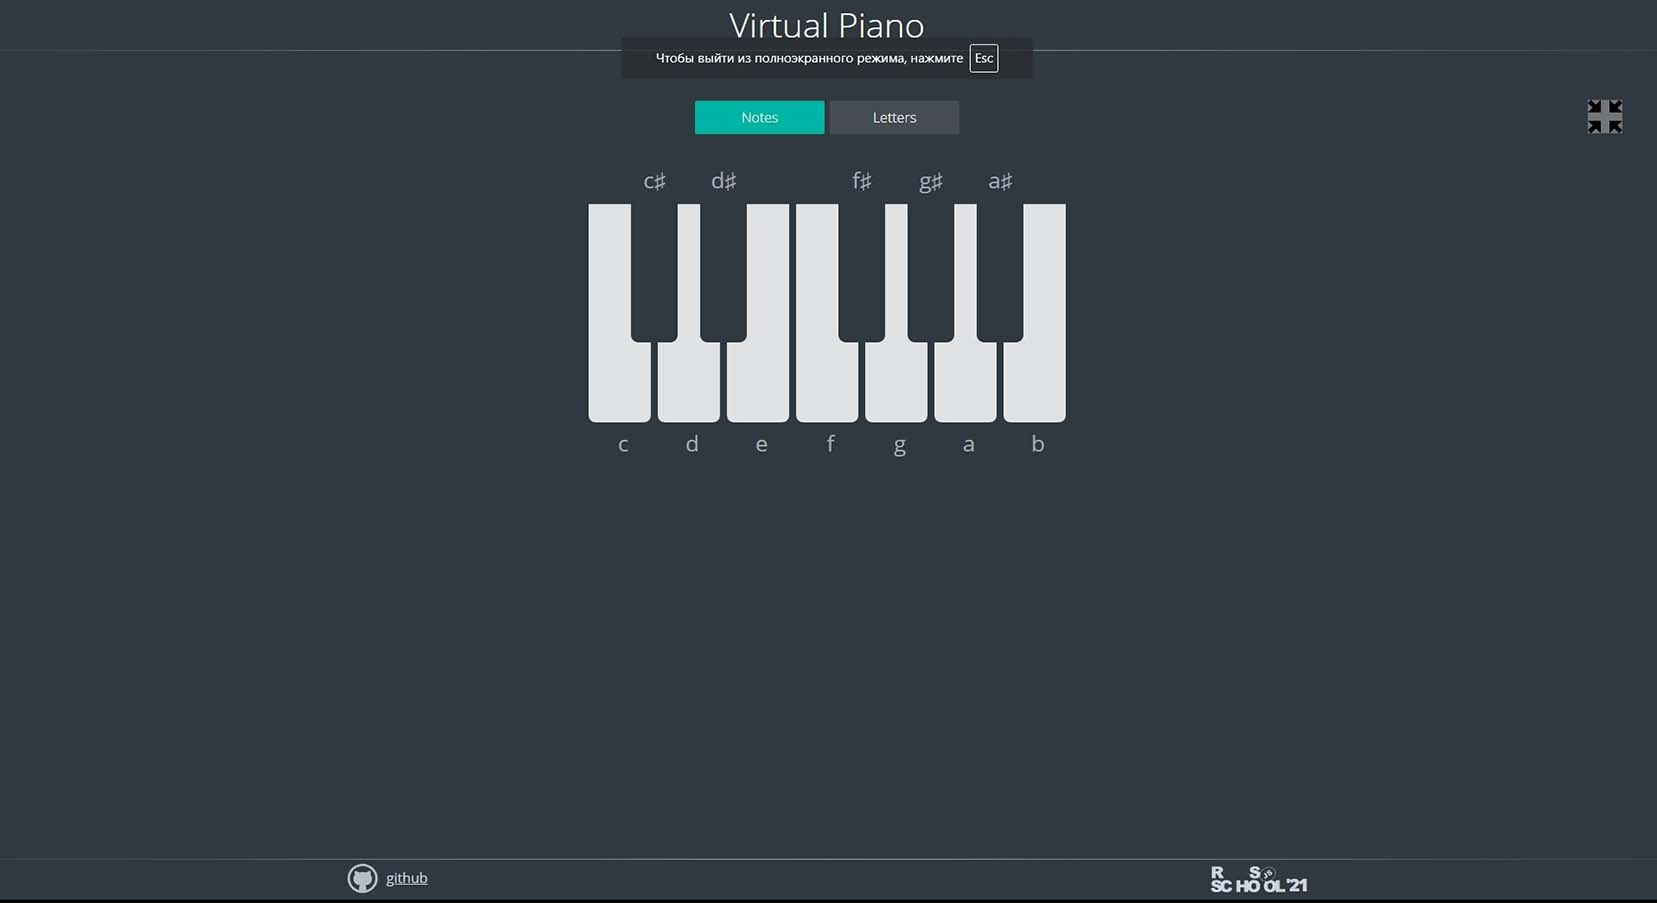 Virtual Piano
Чтобы выйти из полноэкранного режима, нажмите Esc
Notes Letters
c♯ d♯ f♯ g♯ a♯
c d e f g a b
github
RS
SCHOOL'21